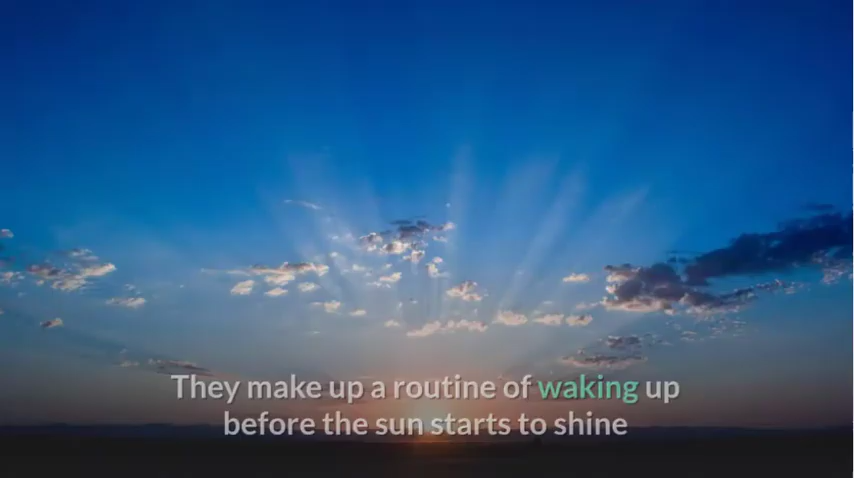 They make up a routine of waking up
before the sun starts to shine